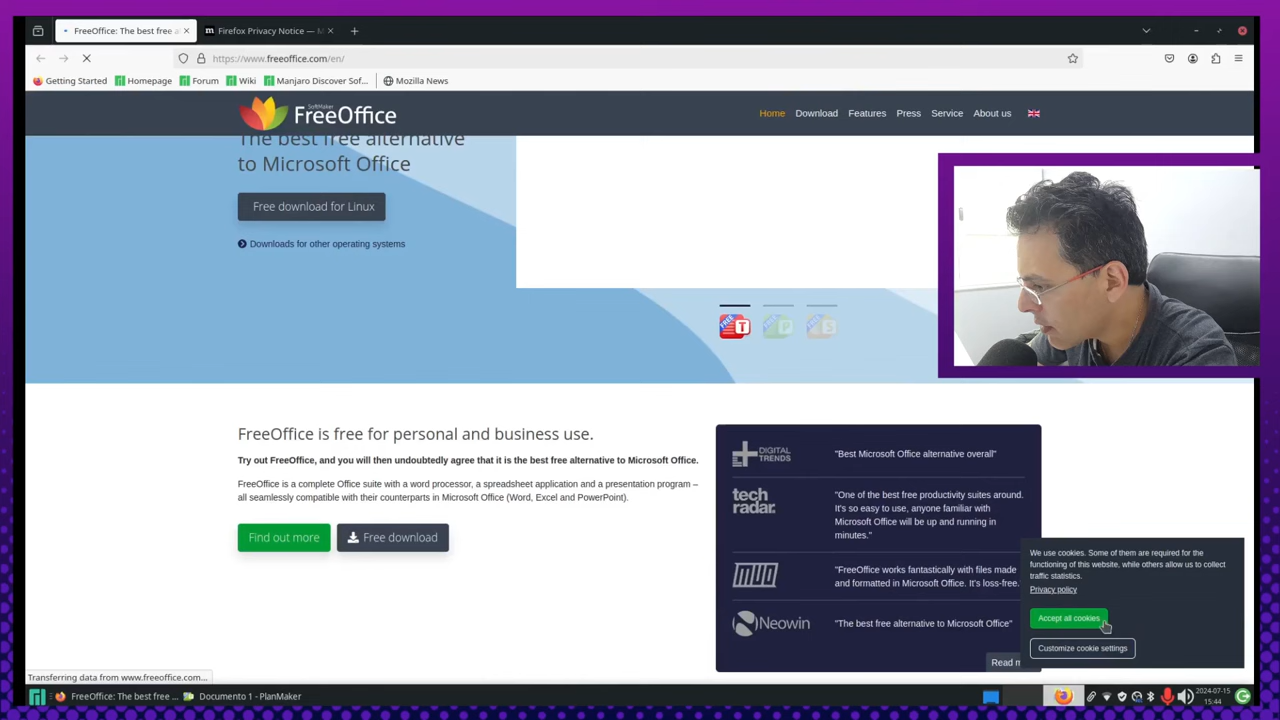 FreeOffice: The best free a
Firefox Privacy Notice — M
https://www.freeoffice.com/en/
Getting Started
Homepage
Forum
Wiki
Manjaro Discover Sof...
Mozilla News
SoftMaker
FreeOffice
Home
Download
Features
Press
Service
About us
The best free alternative
to Microsoft Office
Free download for Linux
Downloads for other operating systems
FREE T
FREE P
FREE S
FreeOffice is free for personal and business use.
Try out FreeOffice, and you will then undoubtedly agree that it is the best free alternative to Microsoft Office.
FreeOffice is a complete Office suite with a word processor, a spreadsheet application and a presentation program –
all seamlessly compatible with their counterparts in Microsoft Office (Word, Excel and PowerPoint).
Find out more
Free download
DIGITAL
TRENDS
"Best Microsoft Office alternative overall"
tech
radar.
"One of the best free productivity suites around.
It's so easy to use, anyone familiar with
Microsoft Office will be up and running in
minutes."
MUO
"FreeOffice works fantastically with files made
and formatted in Microsoft Office. It's loss-free.
Neowin
"The best free alternative to Microsoft Office"
Read m
We use cookies. Some of them are required for the
functioning of this website, while others allow us to collect
traffic statistics.
Privacy policy
Accept all cookies
Customize cookie settings
Transferring data from www.freeoffice.com...
FreeOffice: The best free ...
Documento 1 - PlanMaker
2024-07-15
15:44